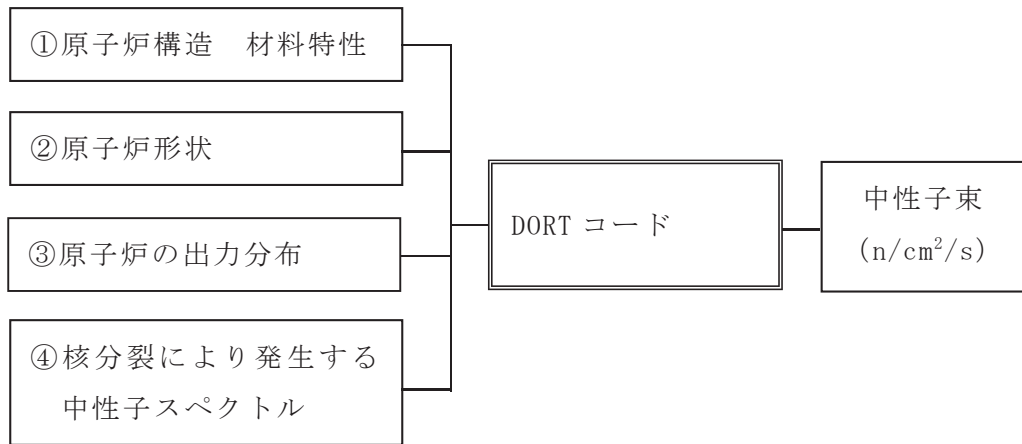 ①原子炉構造　材料特性
②原子炉形状
③原子炉の出力分布
④核分裂により発生する
中性子スペクトル
DORT コード
中性子束
(n/cm²/s)